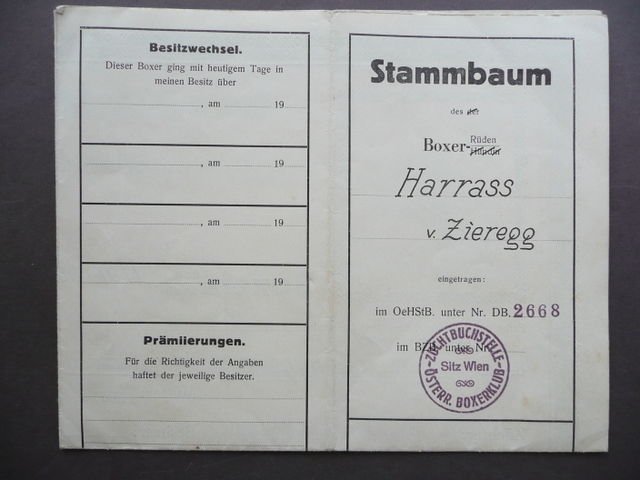 Besitzwechsel.
Dieser Boxer ging mit heutigem Tage in
meinen Besitz über
, am 19
, am 19
, am 19
, am 19
Prämiierungen.
Für die Richtigkeit der Angaben
haftet der jeweilige Besitzer.
Stammbaum
des der
Rüden
Boxer-Hündin
Harrass
v. Zieregg
eingetragen:
im OeHStB. unter Nr. DB. 2668
im BZB. unter Nr.
ZUCHTBUCHSTELLE
Sitz Wien
ÖSTERR. BOXERKLUB